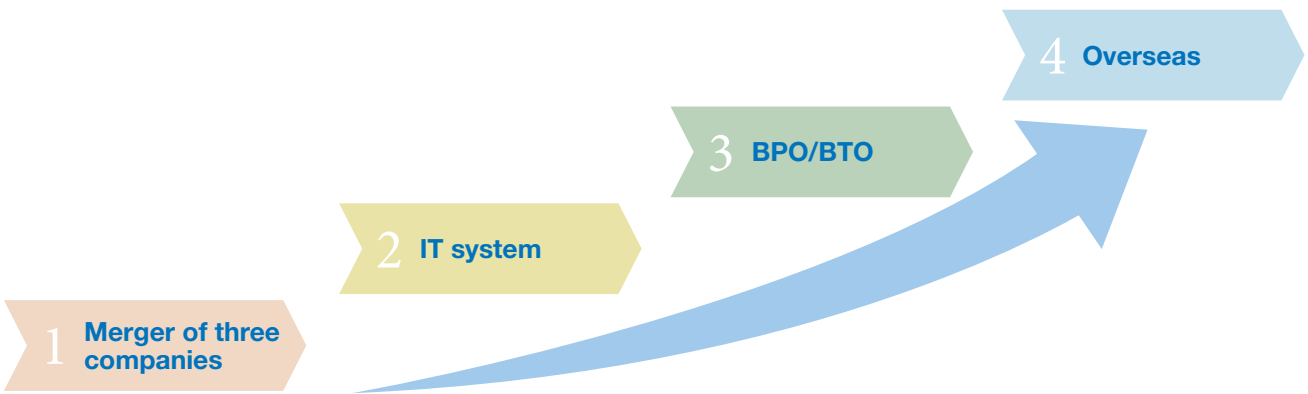 1 Merger of three
companies
2 IT system
3 BPO/BTO
4 Overseas